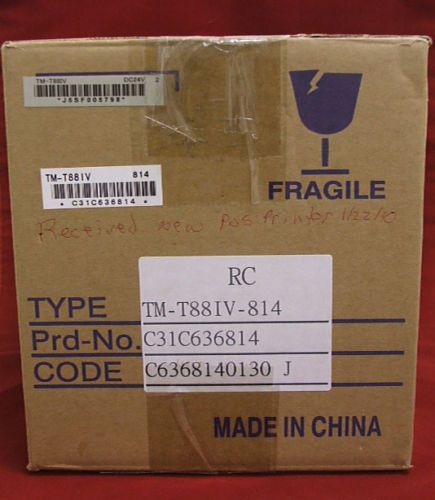 TM-T88IV DC24V 2
*J5SF005798*
TM-T88IV 814
* C31C636814 *
FRAGILE
Received new Pos Printer 1/22/10
RC
TYPE TM-T88IV-814
Prd-No. C31C636814
CODE C6368140130 J
MADE IN CHINA